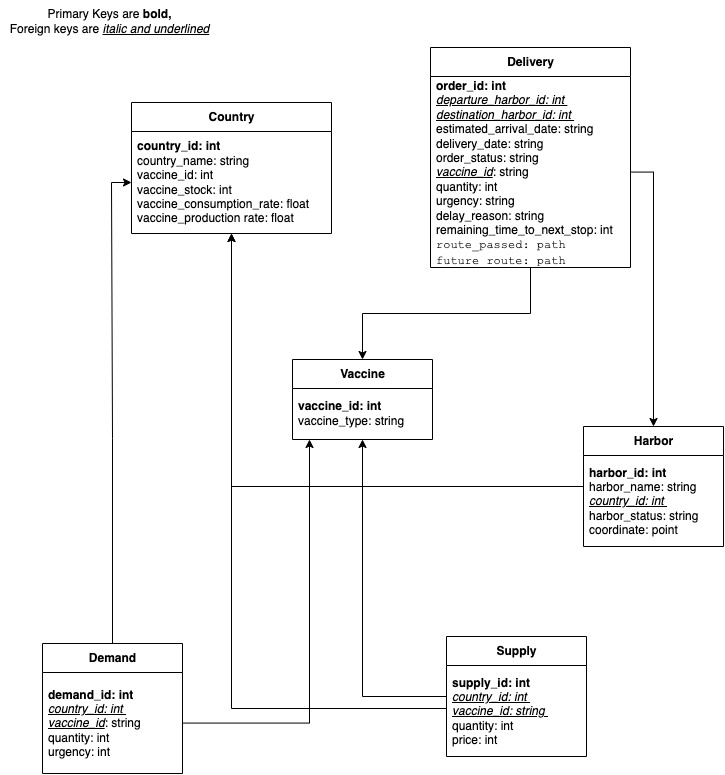 Primary Keys are bold,
Foreign keys are italic and underlined
Delivery
order_id: int
departure_harbor_id: int
destination_harbor_id: int
estimated_arrival_date: string
delivery_date: string
order_status: string
vaccine_id: string
quantity: int
urgency: string
delay_reason: string
remaining_time_to_next_stop: int
route_passed: path
future route: path
Country
country_id: int
country_name: string
vaccine_id: int
vaccine_stock: int
vaccine_consumption_rate: float
vaccine_production rate: float
Vaccine
vaccine_id: int
vaccine_type: string
Harbor
harbor_id: int
harbor_name: string
country_id: int
harbor_status: string
coordinate: point
Demand
demand_id: int
country_id: int
vaccine_id: string
quantity: int
urgency: int
Supply
supply_id: int
country_id: int
vaccine_id: string
quantity: int
price: int